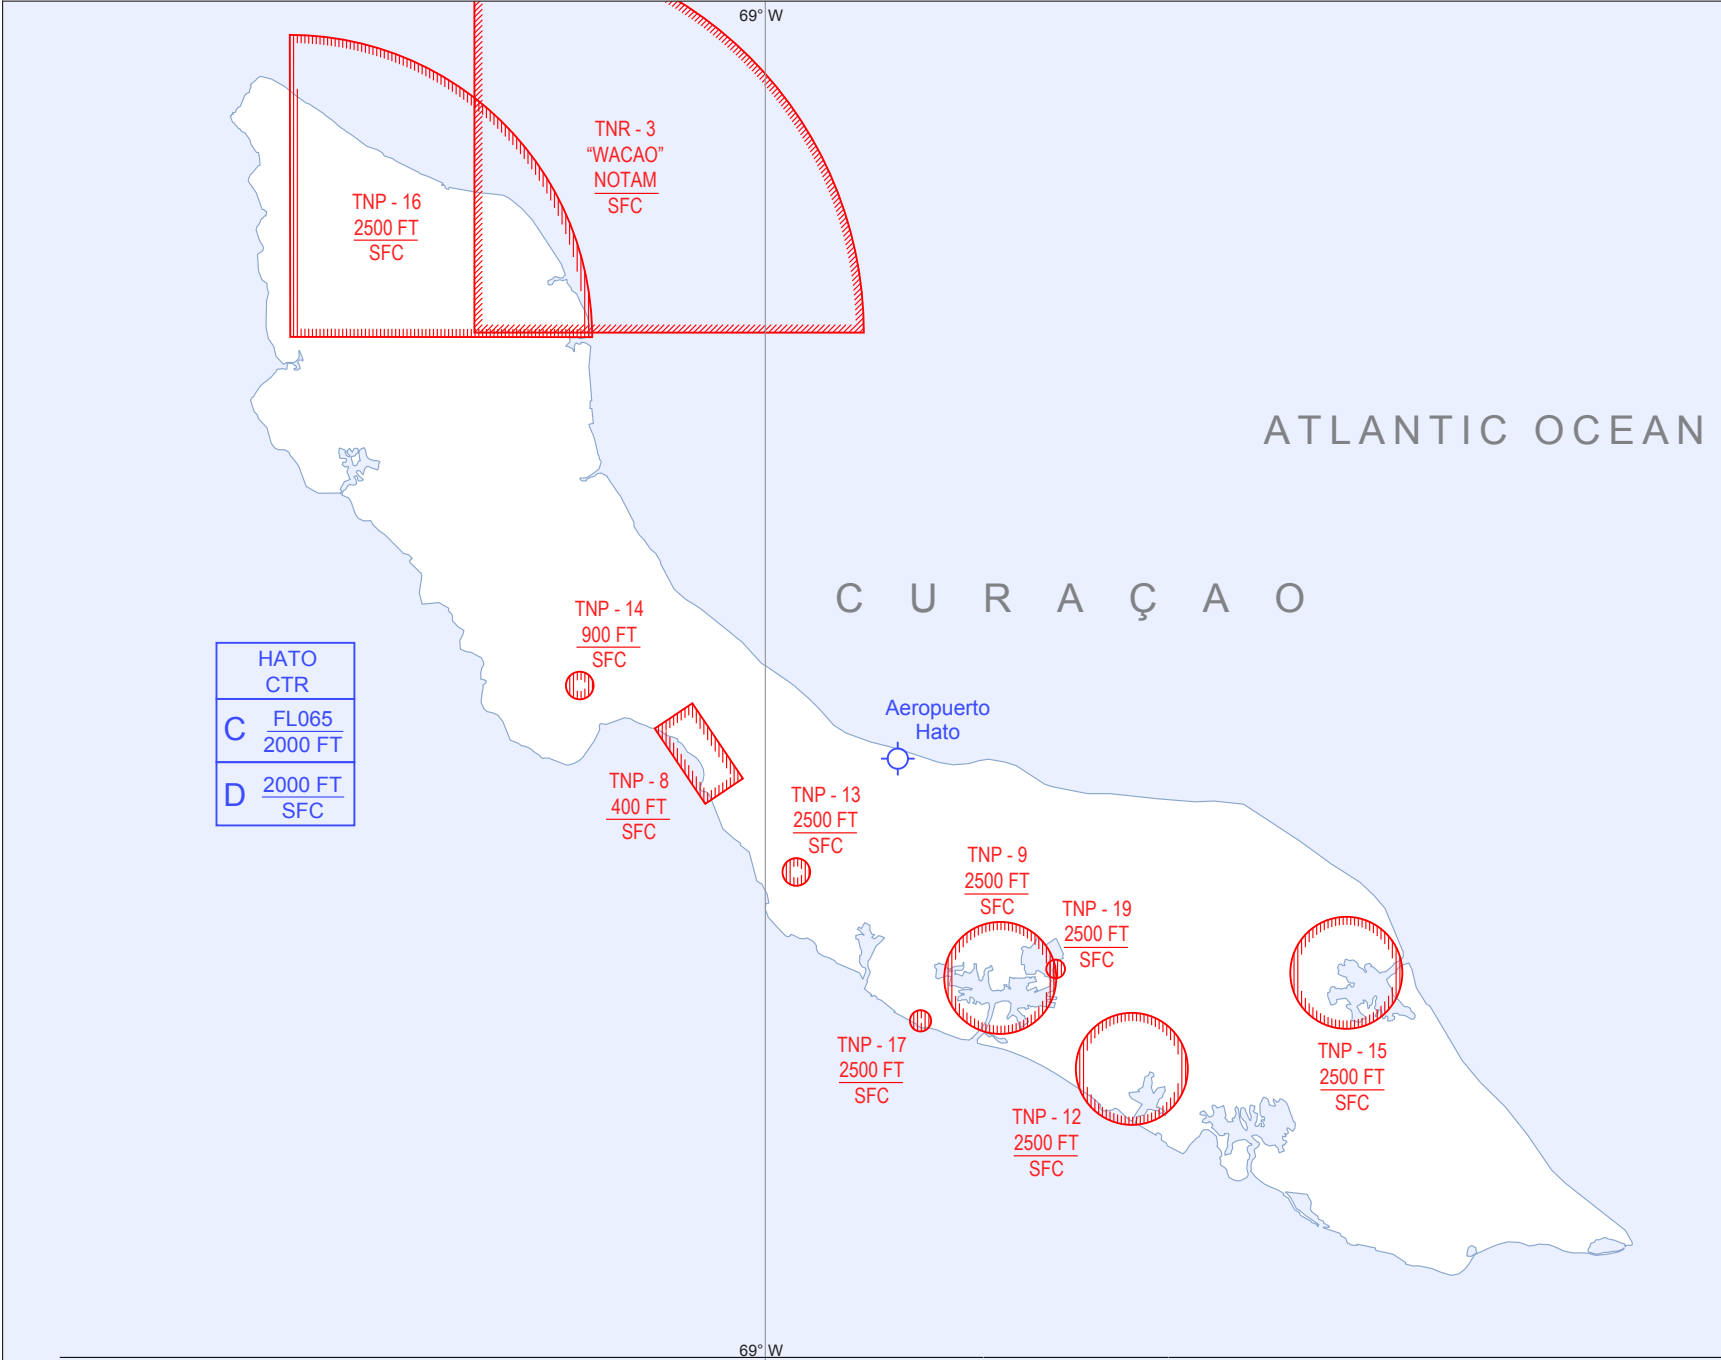 69° W
TNR - 3
“WACAO”
NOTAM
SFC
TNP - 16
2500 FT
SFC
ATLANTIC OCEAN
CURAÇAO
TNP - 14
900 FT
SFC
HATO
CTR
C FL065
2000 FT
D 2000 FT
SFC
Aeropuerto
Hato
TNP - 8
400 FT
SFC
TNP - 13
2500 FT
SFC
TNP - 9
2500 FT
SFC
TNP - 19
2500 FT
SFC
TNP - 17
2500 FT
SFC
TNP - 15
2500 FT
SFC
TNP - 12
2500 FT
SFC
69° W